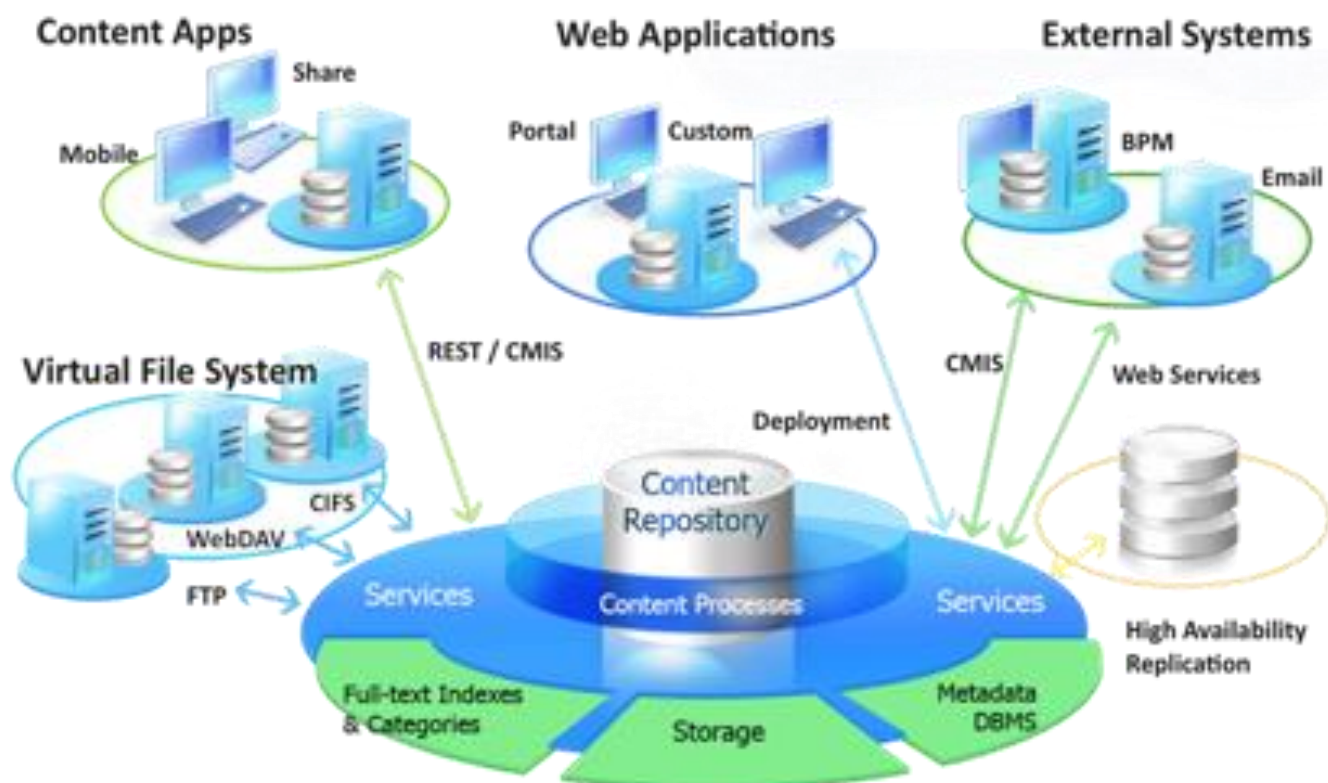 Content Apps
Web Applications
External Systems
Share
Mobile
Portal
Custom
BPM
Email
REST / CMIS
CMIS
Web Services
Virtual File System
Deployment
CIFS
WebDAV
FTP
Content
Repository
Services
Content Processes
Services
High Availability
Replication
Full-text Indexes
& Categories
Storage
Metadada
DBMS